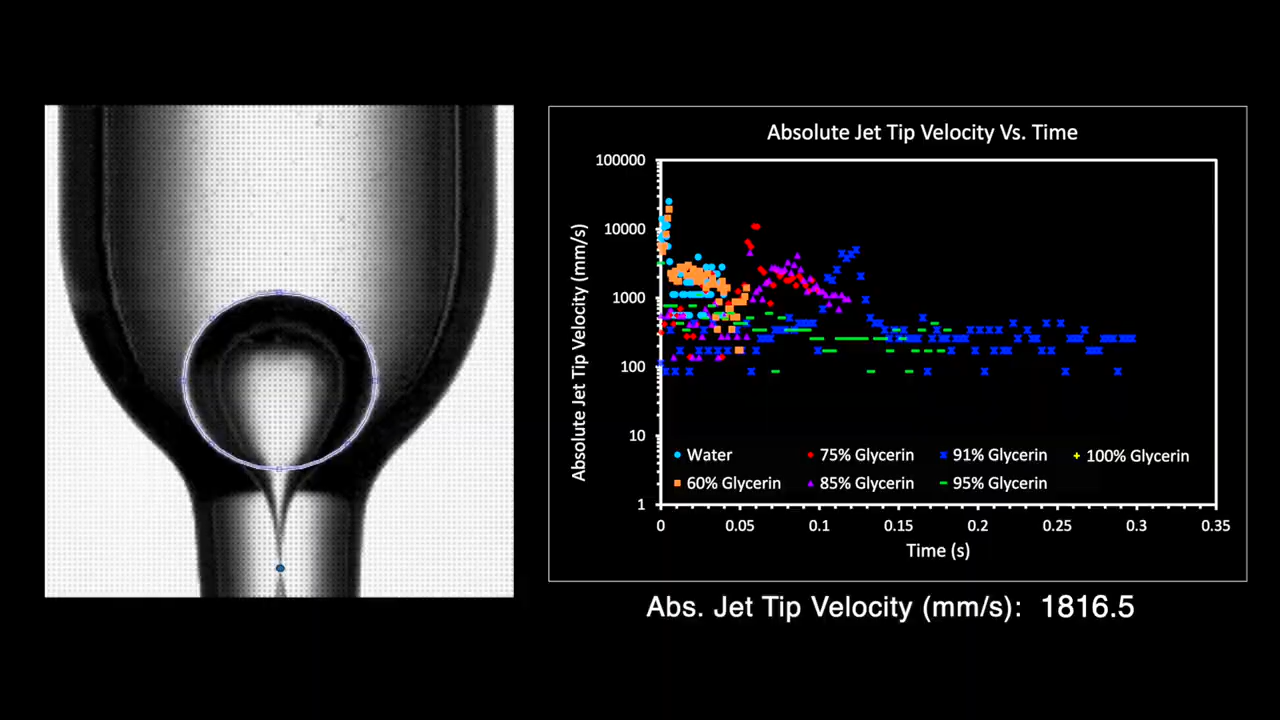 Absolute Jet Tip Velocity Vs. Time
Absolute Jet Tip Velocity (mm/s)
100000
10000
1000
100
10
1
Water
75% Glycerin
91% Glycerin
100% Glycerin
60% Glycerin
85% Glycerin
95% Glycerin
0
0.05
0.1
0.15
0.2
0.25
0.3
0.35
Time (s)
Abs. Jet Tip Velocity (mm/s): 1816.5